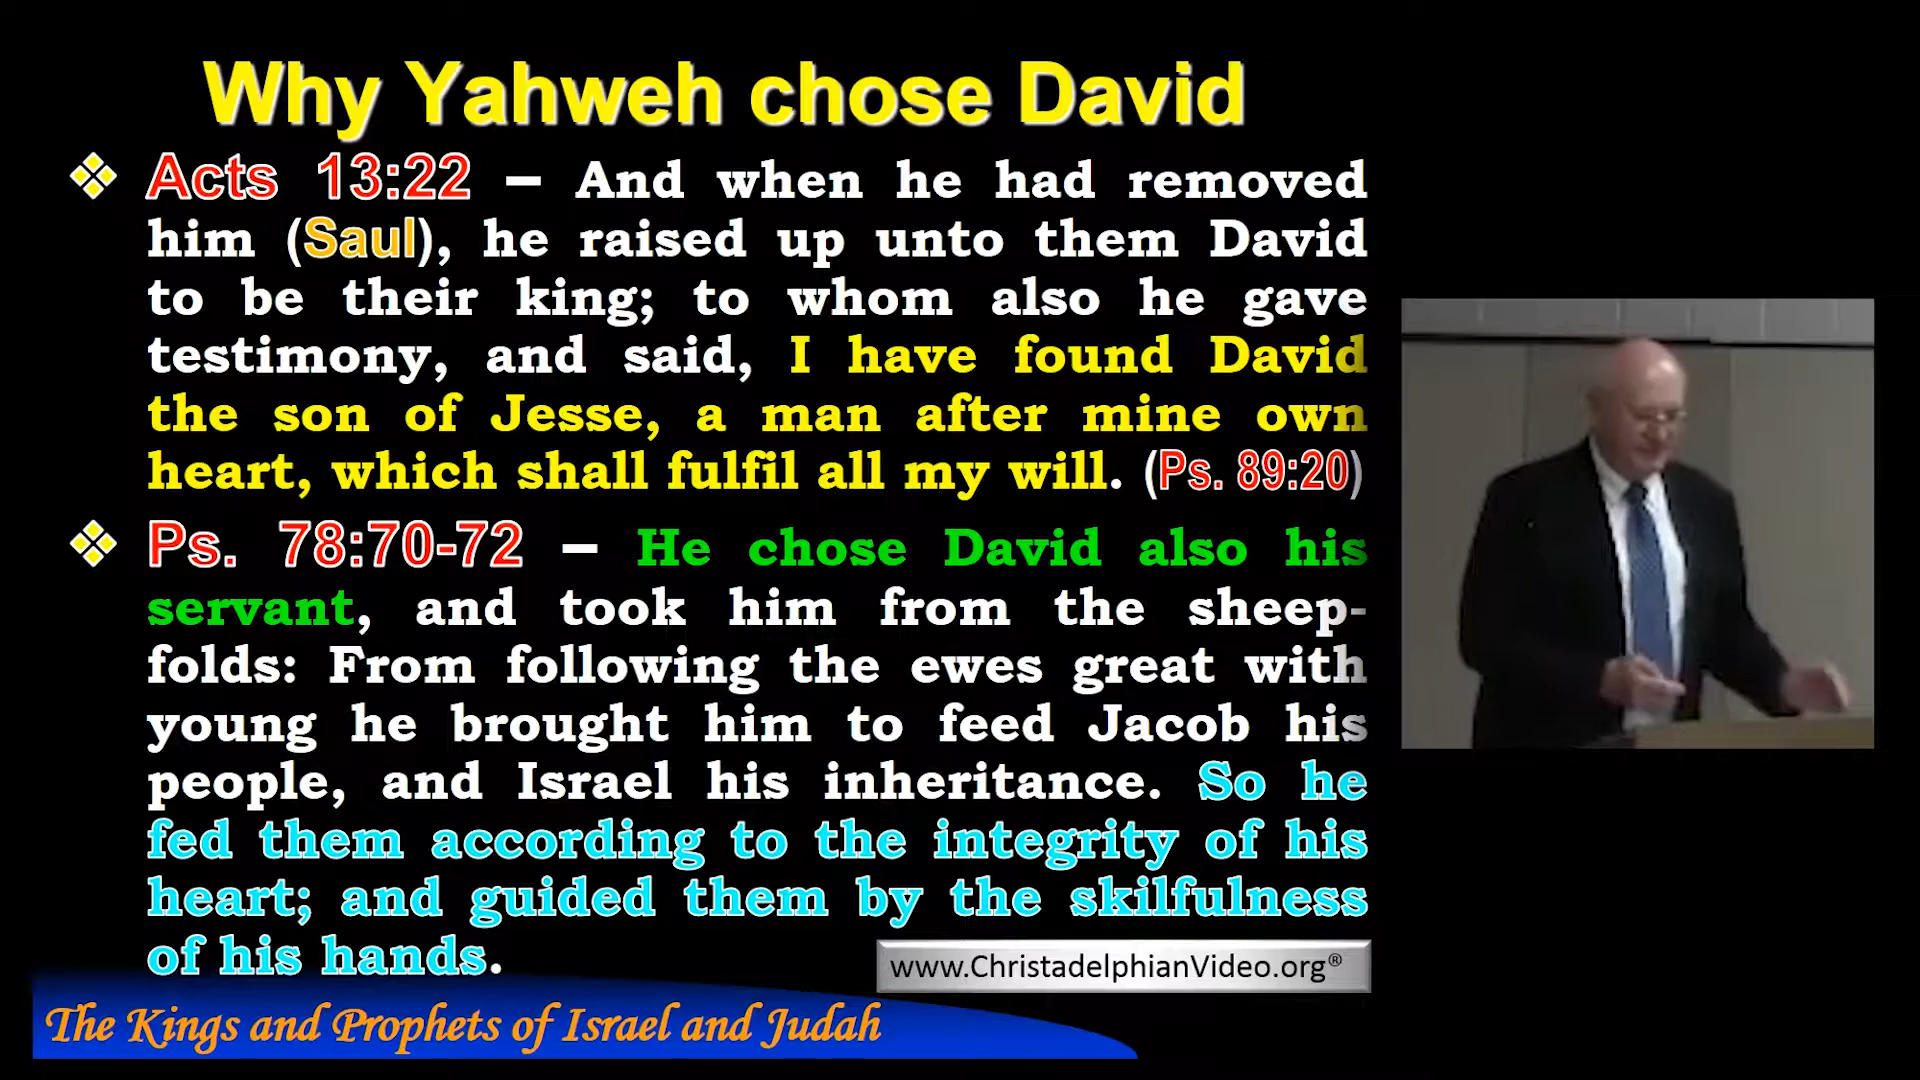 Why Yahweh chose David
Acts 13:22 – And when he had removed
him (Saul), he raised up unto them David
to be their king; to whom also he gave
testimony, and said, I have found David
the son of Jesse, a man after mine own
heart, which shall fulfil all my will. (Ps. 89:20)
Ps. 78:70-72 – He chose David also his
servant, and took him from the sheep-
folds: From following the ewes great with
young he brought him to feed Jacob his
people, and Israel his inheritance. So he
fed them according to the integrity of his
heart; and guided them by the skilfulness
of his hands.
www.ChristadelphianVideo.org®
The Kings and Prophets of Israel and Judah